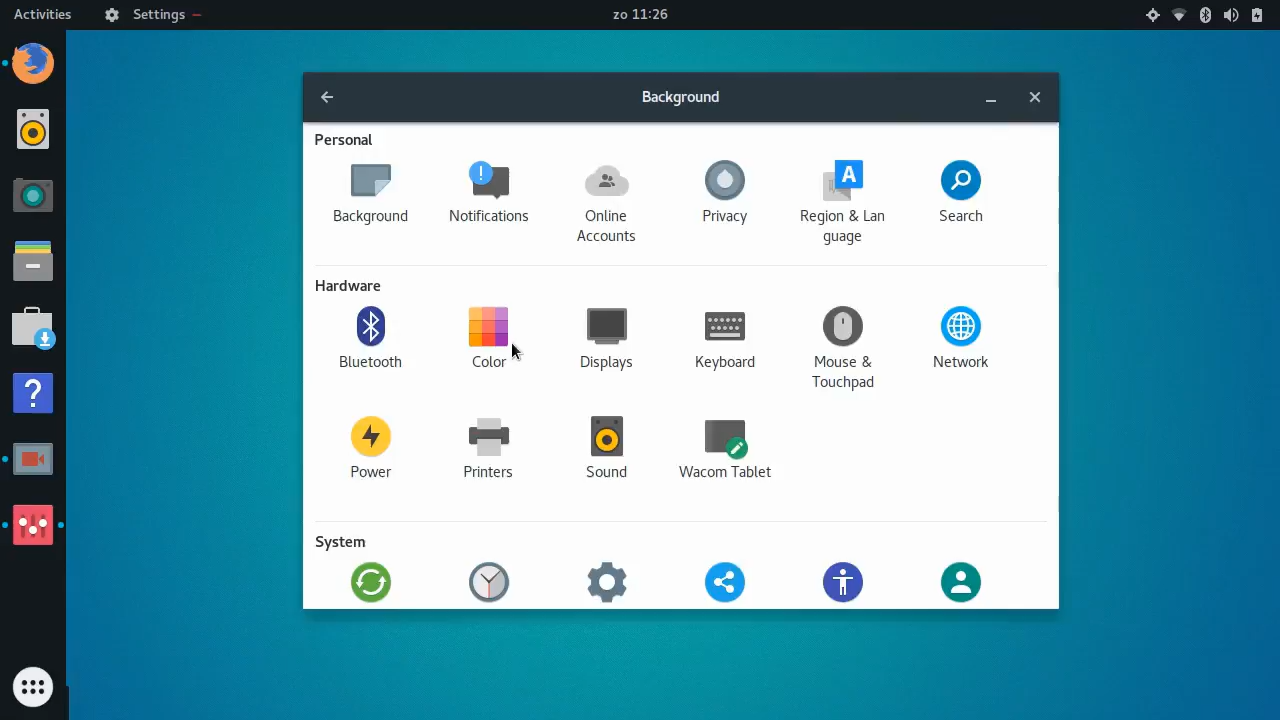 Activities Settings zo 11:26
Background
Personal
Background Notifications Online Accounts Privacy Region & Lan guage Search
Hardware
Bluetooth Color Displays Keyboard Mouse & Touchpad Network
Power Printers Sound Wacom Tablet
System